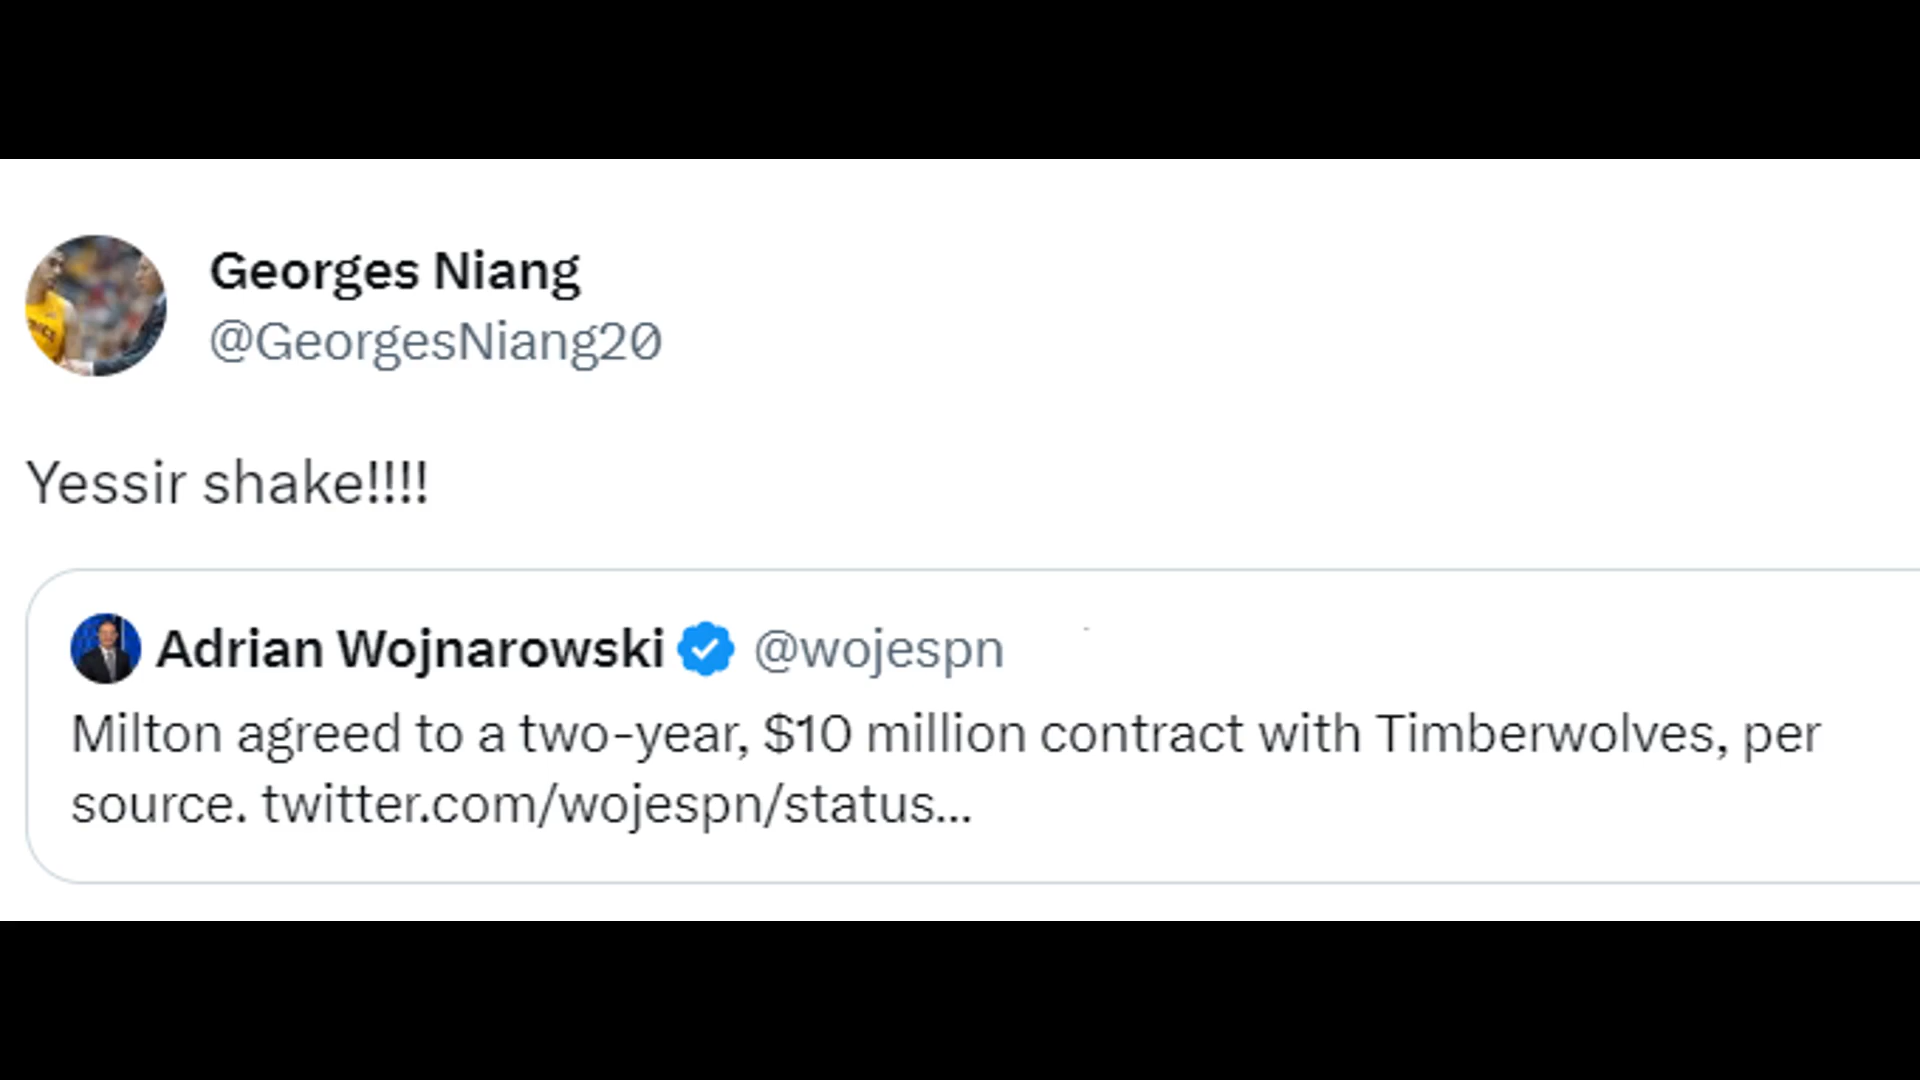 Georges Niang
@GeorgesNiang20
Yessir shake!!!!
Adrian Wojnarowski @wojespn
Milton agreed to a two-year, $10 million contract with Timberwolves, per
source. twitter.com/wojespn/status...